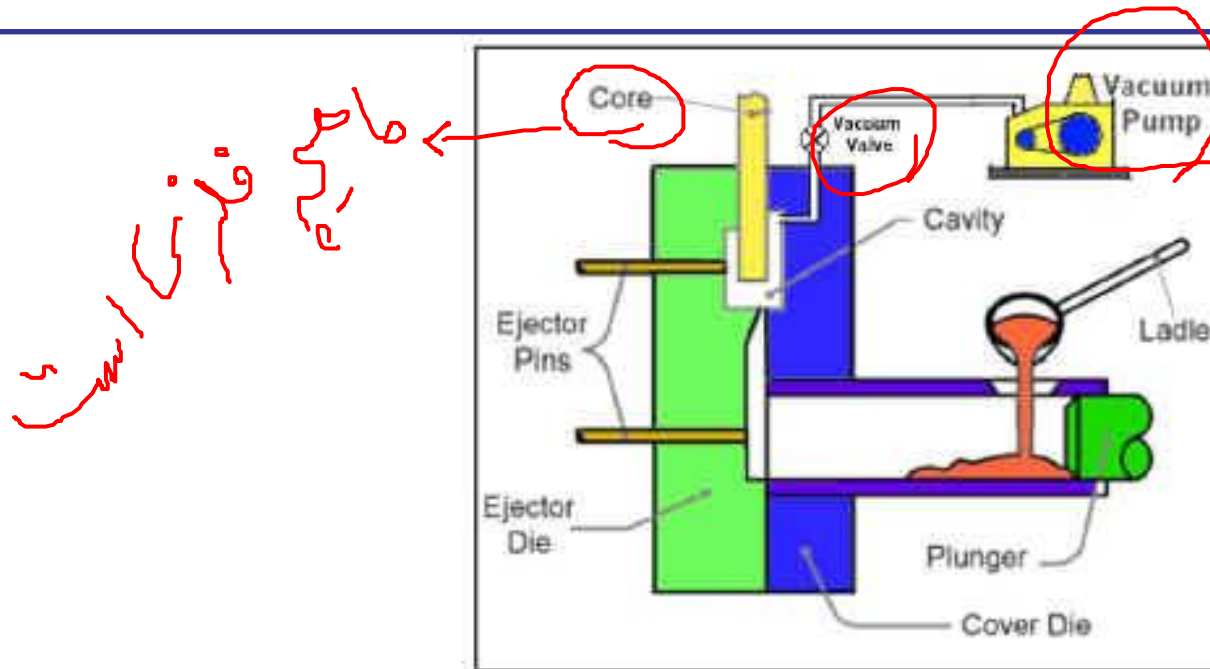 Core
Vacuum
Pump
Vacuum
Valve
Cavity
Ejector
Pins
Ladle
Ejector
Die
Plunger
Cover Die